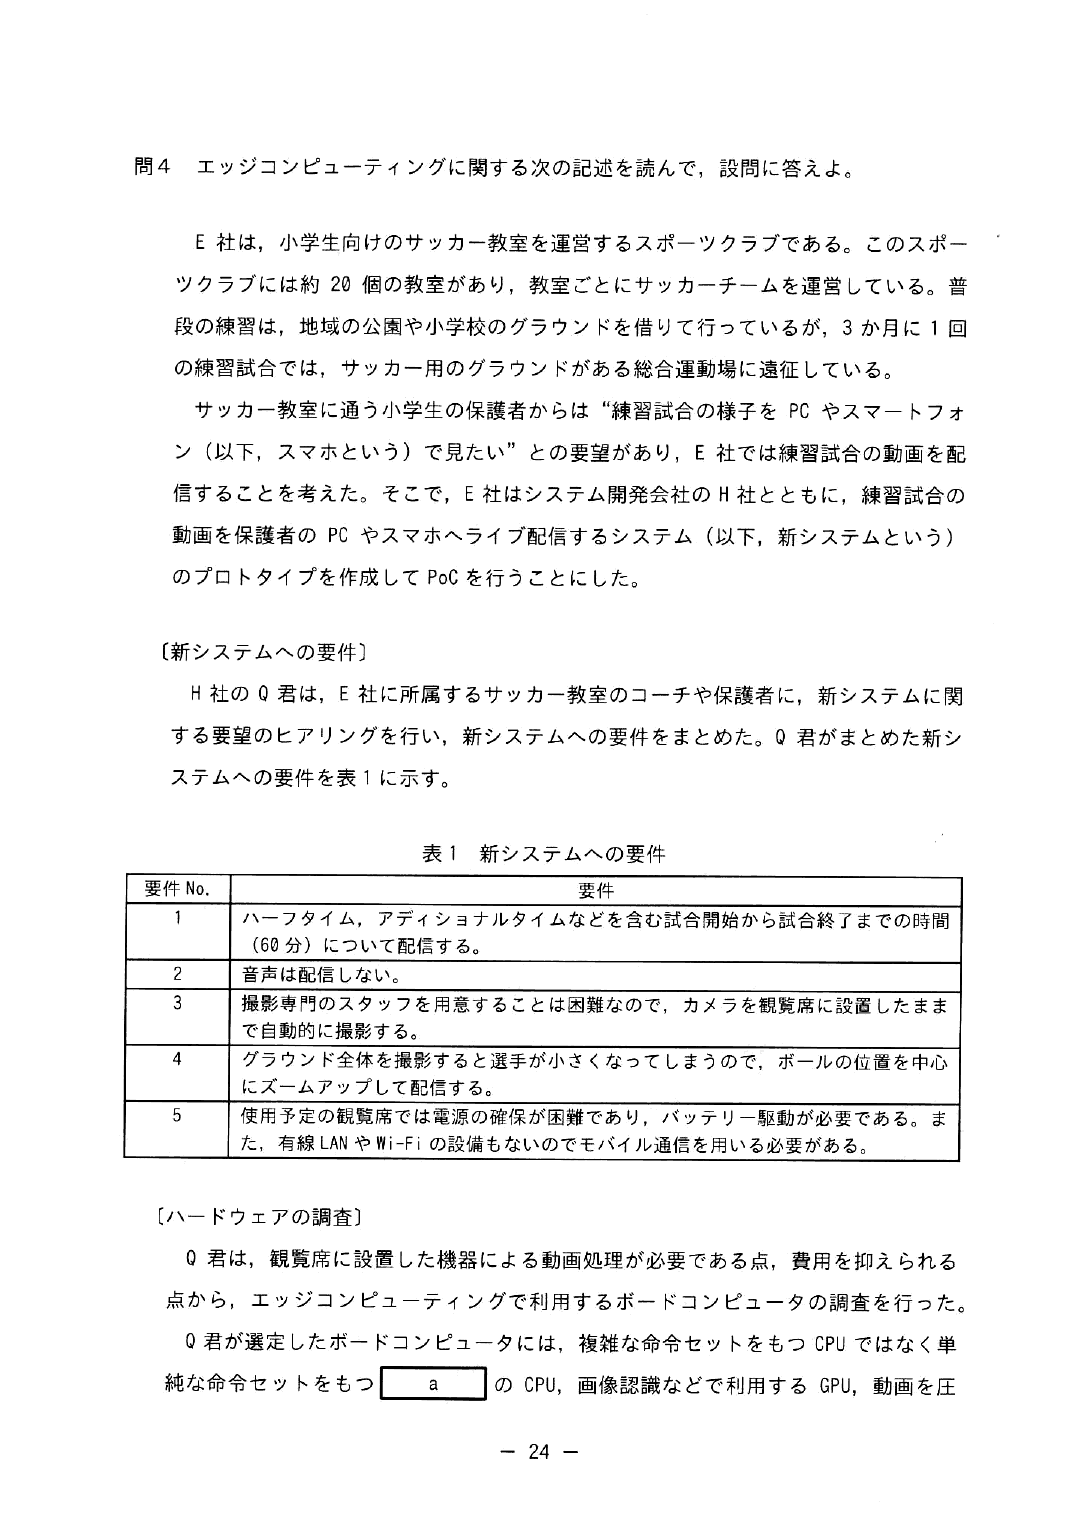 問4 エッジコンピューティングに関する次の記述を読んで，設問に答えよ。
E 社は，小学生向けのサッカー教室を運営するスポーツクラブである。このスポー
ツクラブには約 20 個の教室があり，教室ごとにサッカーチームを運営している。普
段の練習は，地域の公園や小学校のグラウンドを借りて行っているが，3 か月に 1 回
の練習試合では，サッカー用のグラウンドがある総合運動場に遠征している。
サッカー教室に通う小学生の保護者からは“練習試合の様子を PC やスマートフォ
ン（以下，スマホという）で見たい”との要望があり，E 社では練習試合の動画を配
信することを考えた。そこで，E 社はシステム開発会社の H 社とともに，練習試合の
動画を保護者の PC やスマホへライブ配信するシステム（以下，新システムという）
のプロトタイプを作成して PoC を行うことにした。
〔新システムへの要件〕
H 社の Q 君は，E 社に所属するサッカー教室のコーチや保護者に，新システムに関
する要望のヒアリングを行い，新システムへの要件をまとめた。Q 君がまとめた新シ
ステムへの要件を表 1 に示す。
表 1 新システムへの要件
要件 No. 要件
1 ハーフタイム，アディショナルタイムなどを含む試合開始から試合終了までの時間
（60 分）について配信する。
2 音声は配信しない。
3 撮影専門のスタッフを用意することは困難なので，カメラを観覧席に設置したまま
で自動的に撮影する。
4 グラウンド全体を撮影すると選手が小さくなってしまうので，ボールの位置を中心
にズームアップして配信する。
5 使用予定の観覧席では電源の確保が困難であり，バッテリー駆動が必要である。ま
た，有線 LAN や Wi-Fi の設備もないのでモバイル通信を用いる必要がある。
〔ハードウェアの調査〕
Q 君は，観覧席に設置した機器による動画処理が必要である点，費用を抑えられる
点から，エッジコンピューティングで利用するボードコンピュータの調査を行った。
Q 君が選定したボードコンピュータには，複雑な命令セットをもつ CPU ではなく単
純な命令セットをもつ a の CPU，画像認識などで利用する GPU，動画を圧
― 24 ―